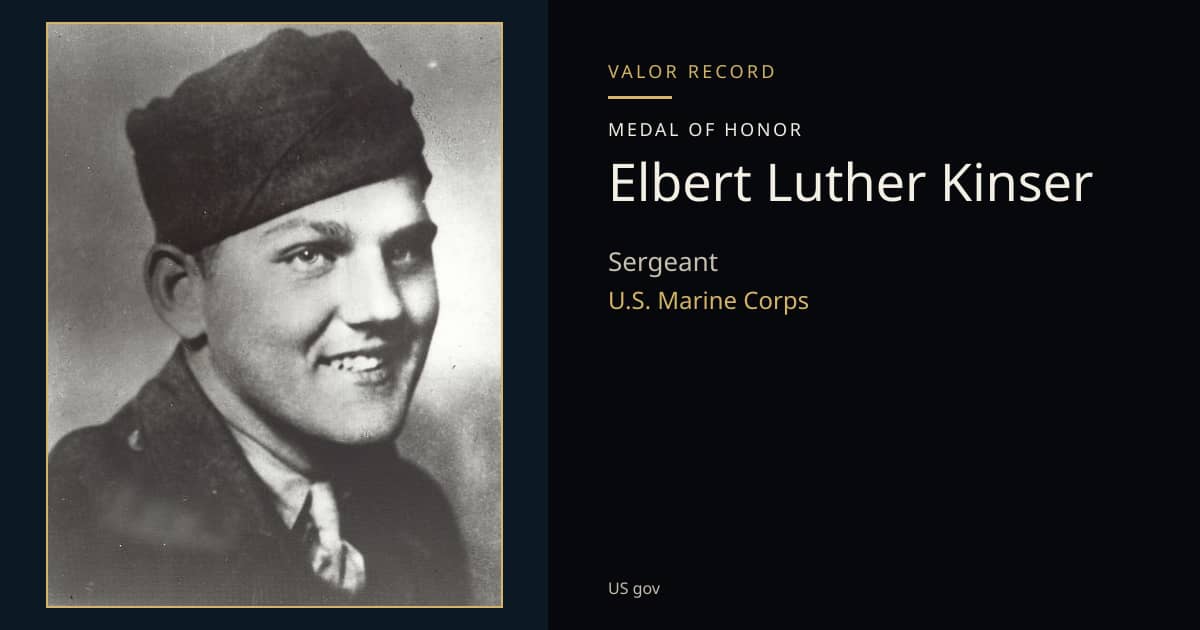 VALOR RECORD
MEDAL OF HONOR
Elbert Luther Kinser
Sergeant
U.S. Marine Corps
US gov